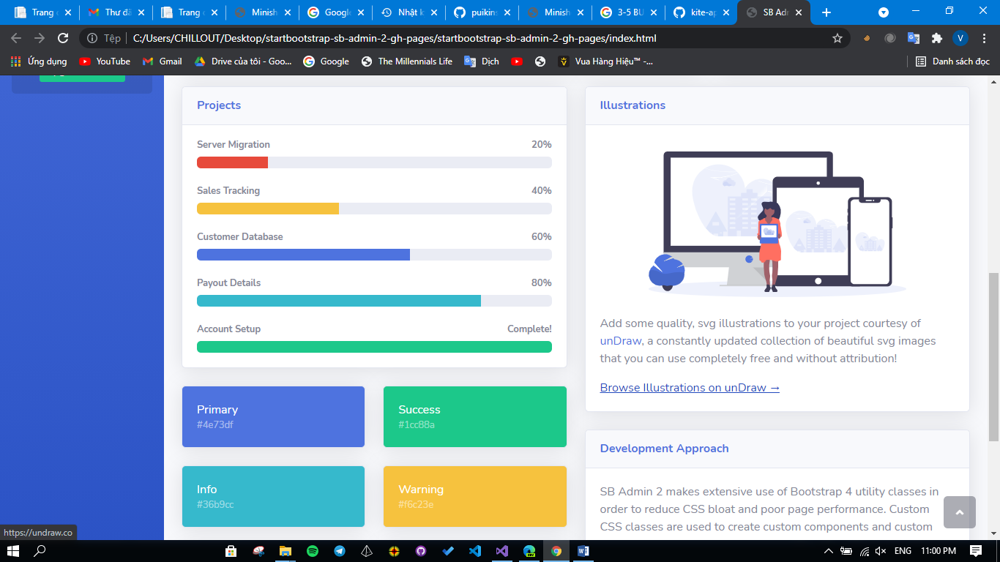 Trang c
Thư đã
Trang c
Minish
Google
Nhật k
puikins
Minish
3-5 BU
kite-ap
SB Adm
Tệp
C:/Users/CHILLOUT/Desktop/startbootstrap-sb-admin-2-gh-pages/startbootstrap-sb-admin-2-gh-pages/index.html
V
Ứng dụng
YouTube
Gmail
Drive của tôi - Goo...
Google
The Millennials Life
Dịch
Vua Hàng Hiệu™ -...
Danh sách đọc
Projects
Server Migration 20%
Sales Tracking 40%
Customer Database 60%
Payout Details 80%
Account Setup Complete!
Primary
#4e73df
Success
#1cc88a
Info
#36b9cc
Warning
#f6c23e
Illustrations
Add some quality, svg illustrations to your project courtesy of
unDraw, a constantly updated collection of beautiful svg images
that you can use completely free and without attribution!
Browse Illustrations on unDraw →
Development Approach
SB Admin 2 makes extensive use of Bootstrap 4 utility classes in
order to reduce CSS bloat and poor page performance. Custom
CSS classes are used to create custom components and custom
https://undraw.co
ENG
11:00 PM